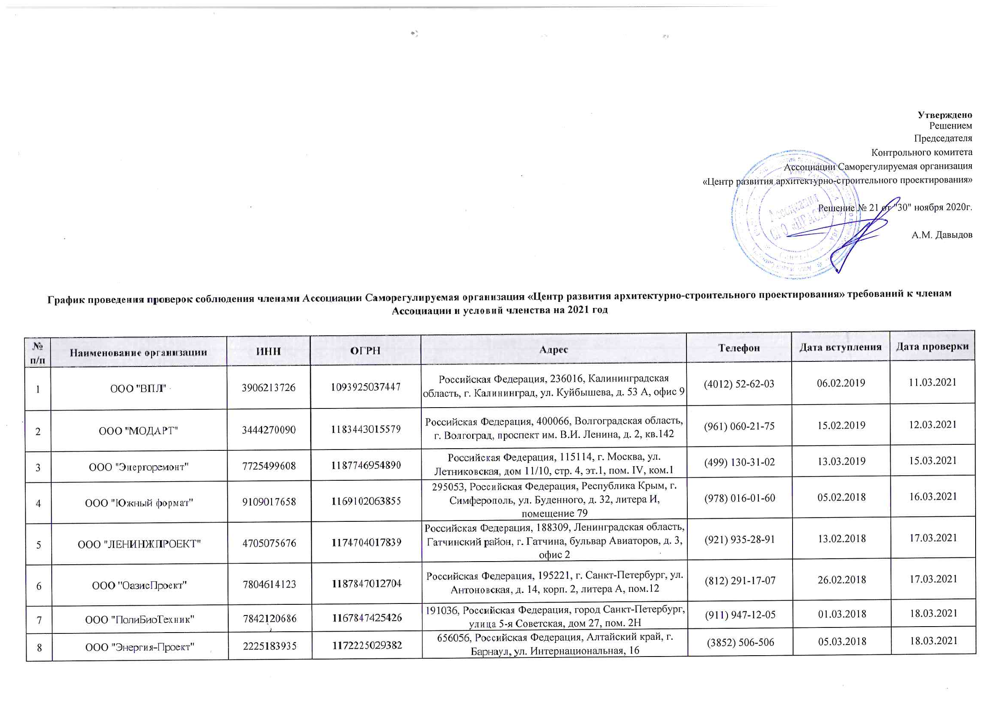 Утверждено
Решением
Председателя
Контрольного комитета
Ассоциации Саморегулируемая организация
«Центр развития архитектурно-строительного проектирования»
Решение № 21 от "30" ноября 2020г.
А.М. Давыдов
Ассоциация
СРО «ЦРАСП»
График проведения проверок соблюдения членами Ассоциации Саморегулируемая организация «Центр развития архитектурно-строительного проектирования» требований к членам
Ассоциации и условий членства на 2021 год
№ п/п Наименование организации ИНН ОГРН Адрес Телефон Дата вступления Дата проверки
1 ООО "ВПЛ" 3906213726 1093925037447 Российская Федерация, 236016, Калининградская
область, г. Калининград, ул. Куйбышева, д. 53 А, офис 9 (4012) 52-62-03 06.02.2019 11.03.2021
2 ООО "МОДАРТ" 3444270090 1183443015579 Российская Федерация, 400066, Волгоградская область,
г. Волгоград, проспект им. В.И. Ленина, д. 2, кв.142 (961) 060-21-75 15.02.2019 12.03.2021
3 ООО "Энергоремонт" 7725499608 1187746954890 Российская Федерация, 115114, г. Москва, ул.
Летниковская, дом 11/10, стр. 4, эт.1, пом. IV, ком.1 (499) 130-31-02 13.03.2019 15.03.2021
4 ООО "Южный формат" 9109017658 1169102063855 295053, Российская Федерация, Республика Крым, г.
Симферополь, ул. Буденного, д. 32, литера И,
помещение 79 (978) 016-01-60 05.02.2018 16.03.2021
5 ООО "ЛЕНИНЖПРОЕКТ" 4705075676 1174704017839 Российская Федерация, 188309, Ленинградская область,
Гатчинский район, г. Гатчина, бульвар Авиаторов, д. 3,
офис 2 (921) 935-28-91 13.02.2018 17.03.2021
6 ООО "ОазисПроект" 7804614123 1187847012704 Российская Федерация, 195221, г. Санкт-Петербург, ул.
Антоновская, д. 14, корп. 2, литера А, пом.12 (812) 291-17-07 26.02.2018 17.03.2021
7 ООО "ПолиБиоТехник" 7842120686 1167847425426 191036, Российская Федерация, город Санкт-Петербург,
улица 5-я Советская, дом 27, пом. 2Н (911) 947-12-05 01.03.2018 18.03.2021
8 ООО "Энергия-Проект" 2225183935 1172225029382 656056, Российская Федерация, Алтайский край, г.
Барнаул, ул. Интернациональная, 16 (3852) 506-506 05.03.2018 18.03.2021